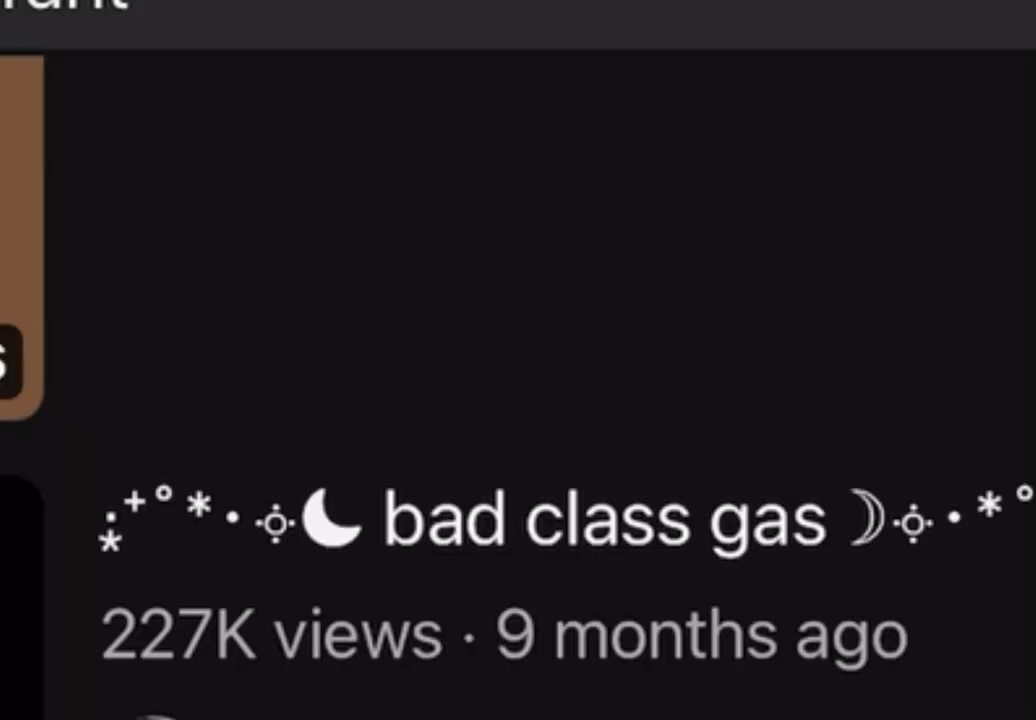 ⁎⁺˚*•༓☾ bad class gas ☽༓•*˚
227K views · 9 months ago